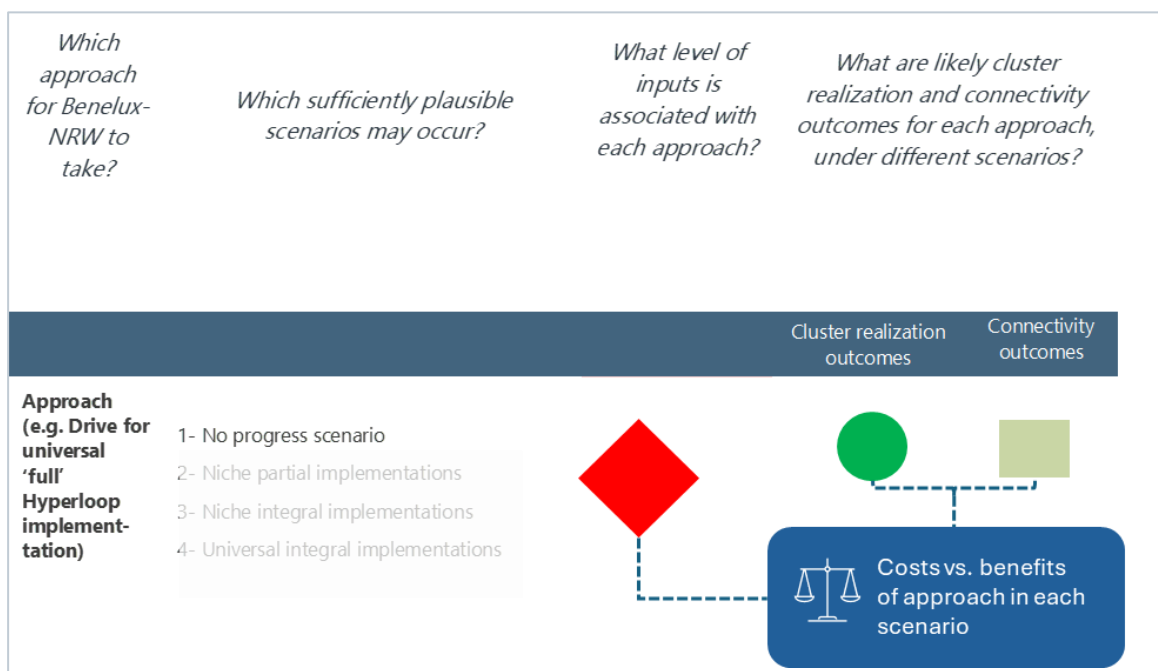 Which
approach
for Benelux-
NRW to
take?
Which sufficiently plausible
scenarios may occur?
What level of
inputs is
associated with
each approach?
What are likely cluster
realization and connectivity
outcomes for each approach,
under different scenarios?
Cluster realization
outcomes
Connectivity
outcomes
Approach
(e.g. Drive for
universal
‘full’
Hyperloop
implement-
tation)
1- No progress scenario
2- Niche partial implementations
3- Niche integral implementations
4- Universal integral implementations
Costs vs. benefits
of approach in each
scenario